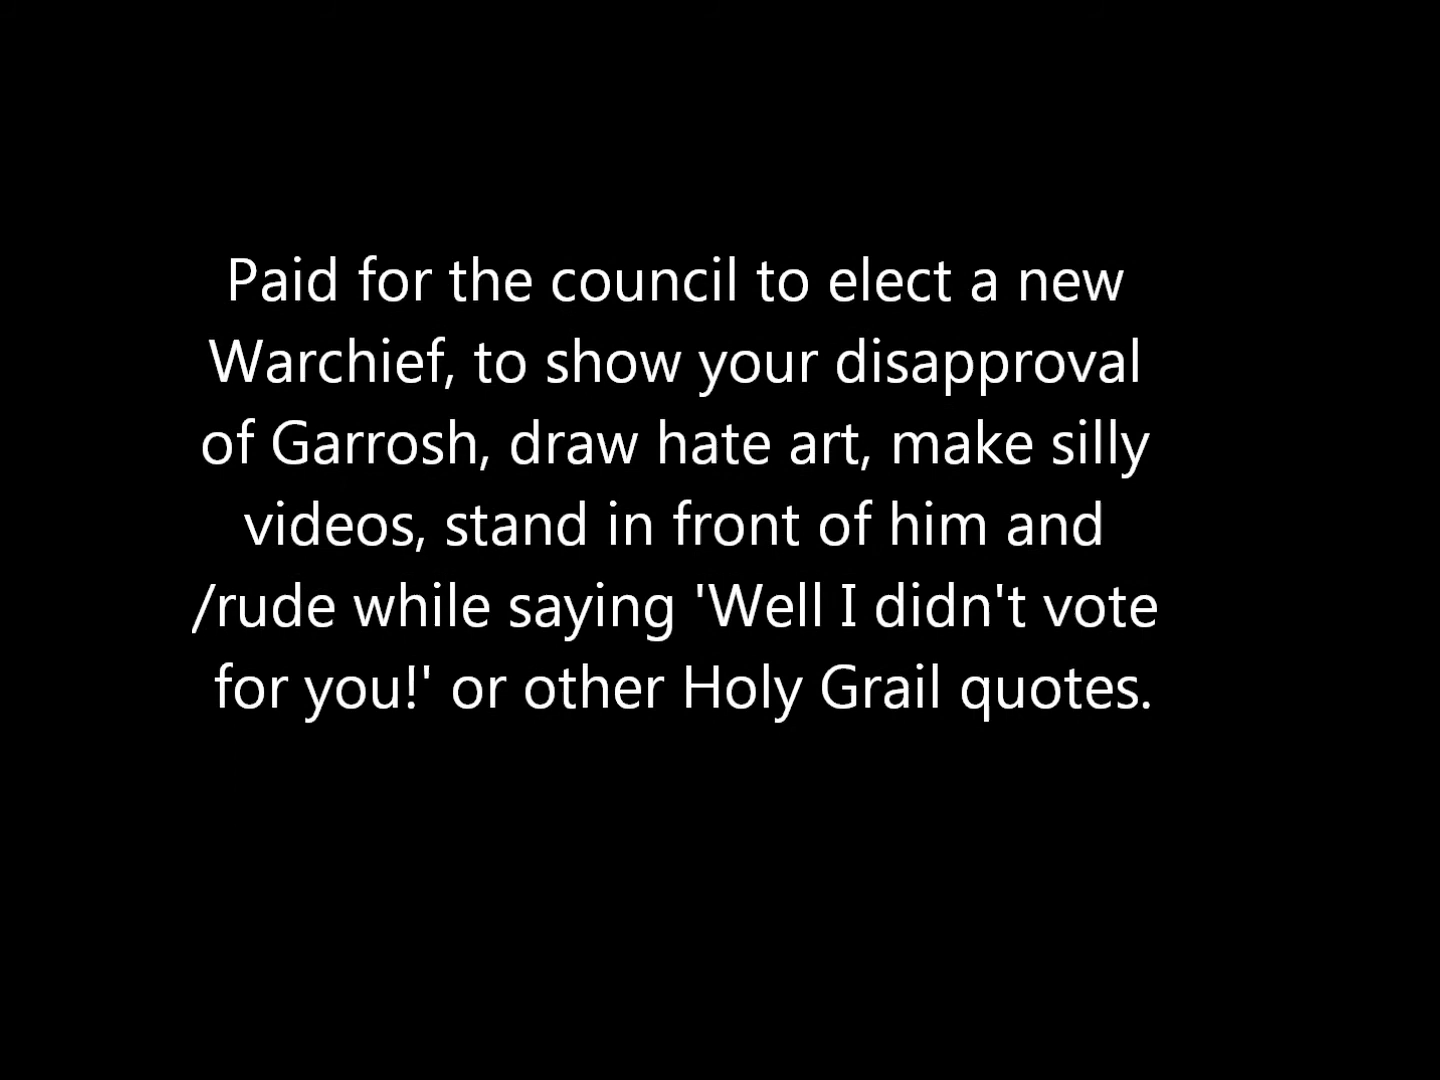 Paid for the council to elect a new
Warchief, to show your disapproval
of Garrosh, draw hate art, make silly
videos, stand in front of him and
/rude while saying 'Well I didn't vote
for you!' or other Holy Grail quotes.